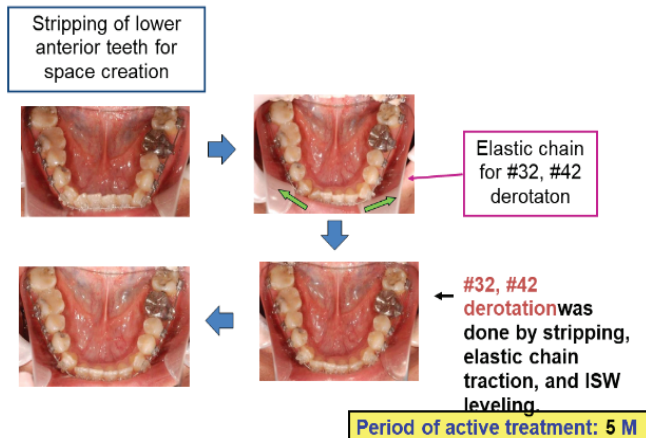 Stripping of lower
anterior teeth for
space creation
Elastic chain
for #32, #42
derotaton
#32, #42
derotationwas
done by stripping,
elastic chain
traction, and ISW
leveling.
Period of active treatment: 5 M